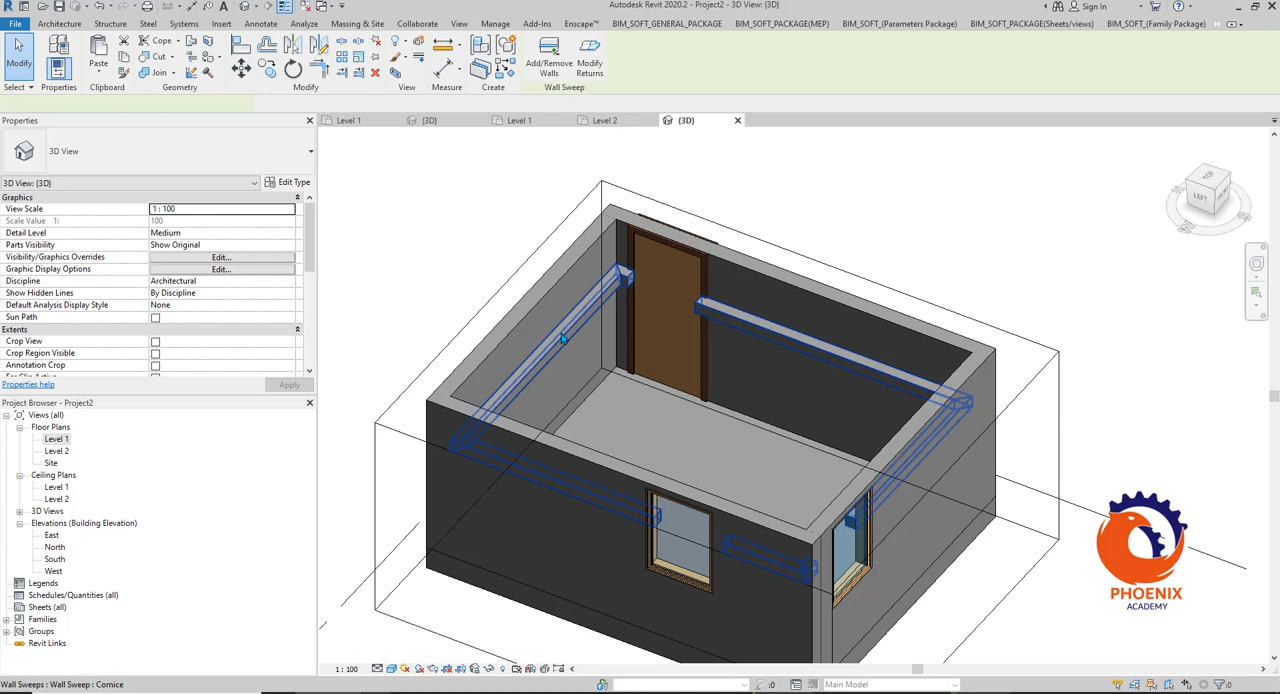 Autodesk Revit 2020.2 - Project2 - 3D View: {3D}
Sign In
File Architecture Structure Steel Systems Insert Annotate Analyze Massing & Site Collaborate View Manage Add-Ins Enscape™ BIM_SOFT_GENERAL_PACKAGE BIM_SOFT_PACKAGE(MEP) BIM_SOFT_(Parameters Package) BIM_SOFT_PACKAGE(Sheets/views) BIM_SOFT_(Family Package)
Cope
Cut
Join
Modify
Paste
Add/Remove Walls
Modify Returns
Select Properties Clipboard Geometry Modify View Measure Create Wall Sweep
Properties
Level 1 {3D} Level 1 Level 2 {3D}
3D View
3D View: {3D} Edit Type
Graphics
View Scale 1 : 100
Scale Value 1: 100
Detail Level Medium
Parts Visibility Show Original
Visibility/Graphics Overrides Edit...
Graphic Display Options Edit...
Discipline Architectural
Show Hidden Lines By Discipline
Default Analysis Display Style None
Sun Path
Extents
Crop View
Crop Region Visible
Annotation Crop
Properties help Apply
Project Browser - Project2
Views (all)
Floor Plans
Level 1
Level 2
Site
Ceiling Plans
Level 1
Level 2
3D Views
Elevations (Building Elevation)
East
North
South
West
Legends
Schedules/Quantities (all)
Sheets (all)
Families
Groups
Revit Links
TOP
LEFT
PHOENIX
ACADEMY
1 : 100
Wall Sweeps : Wall Sweep : Cornice
:0
Main Model
:0